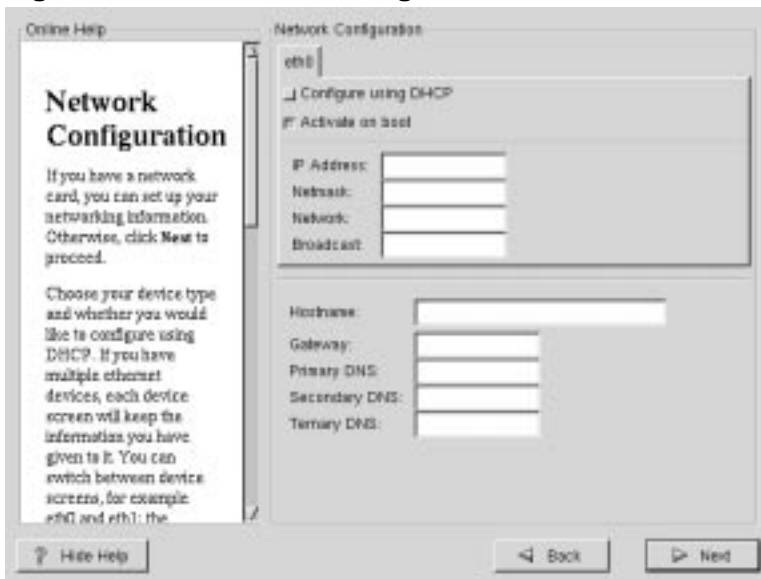 Online Help
Network
Configuration
If you have a network
card, you can set up your
networking information.
Otherwise, click Next to
proceed.
Choose your device type
and whether you would
like to configure using
DHCP. If you have
multiple ethernet
devices, each device
screen will keep the
information you have
given to it. You can
switch between device
screens, for example
eth0 and eth1; the
Network Configuration
eth0
Configure using DHCP
Activate on boot
IP Address:
Netmask:
Network:
Broadcast:
Hostname:
Gateway:
Primary DNS:
Secondary DNS:
Ternary DNS:
? Hide Help
Back
Next